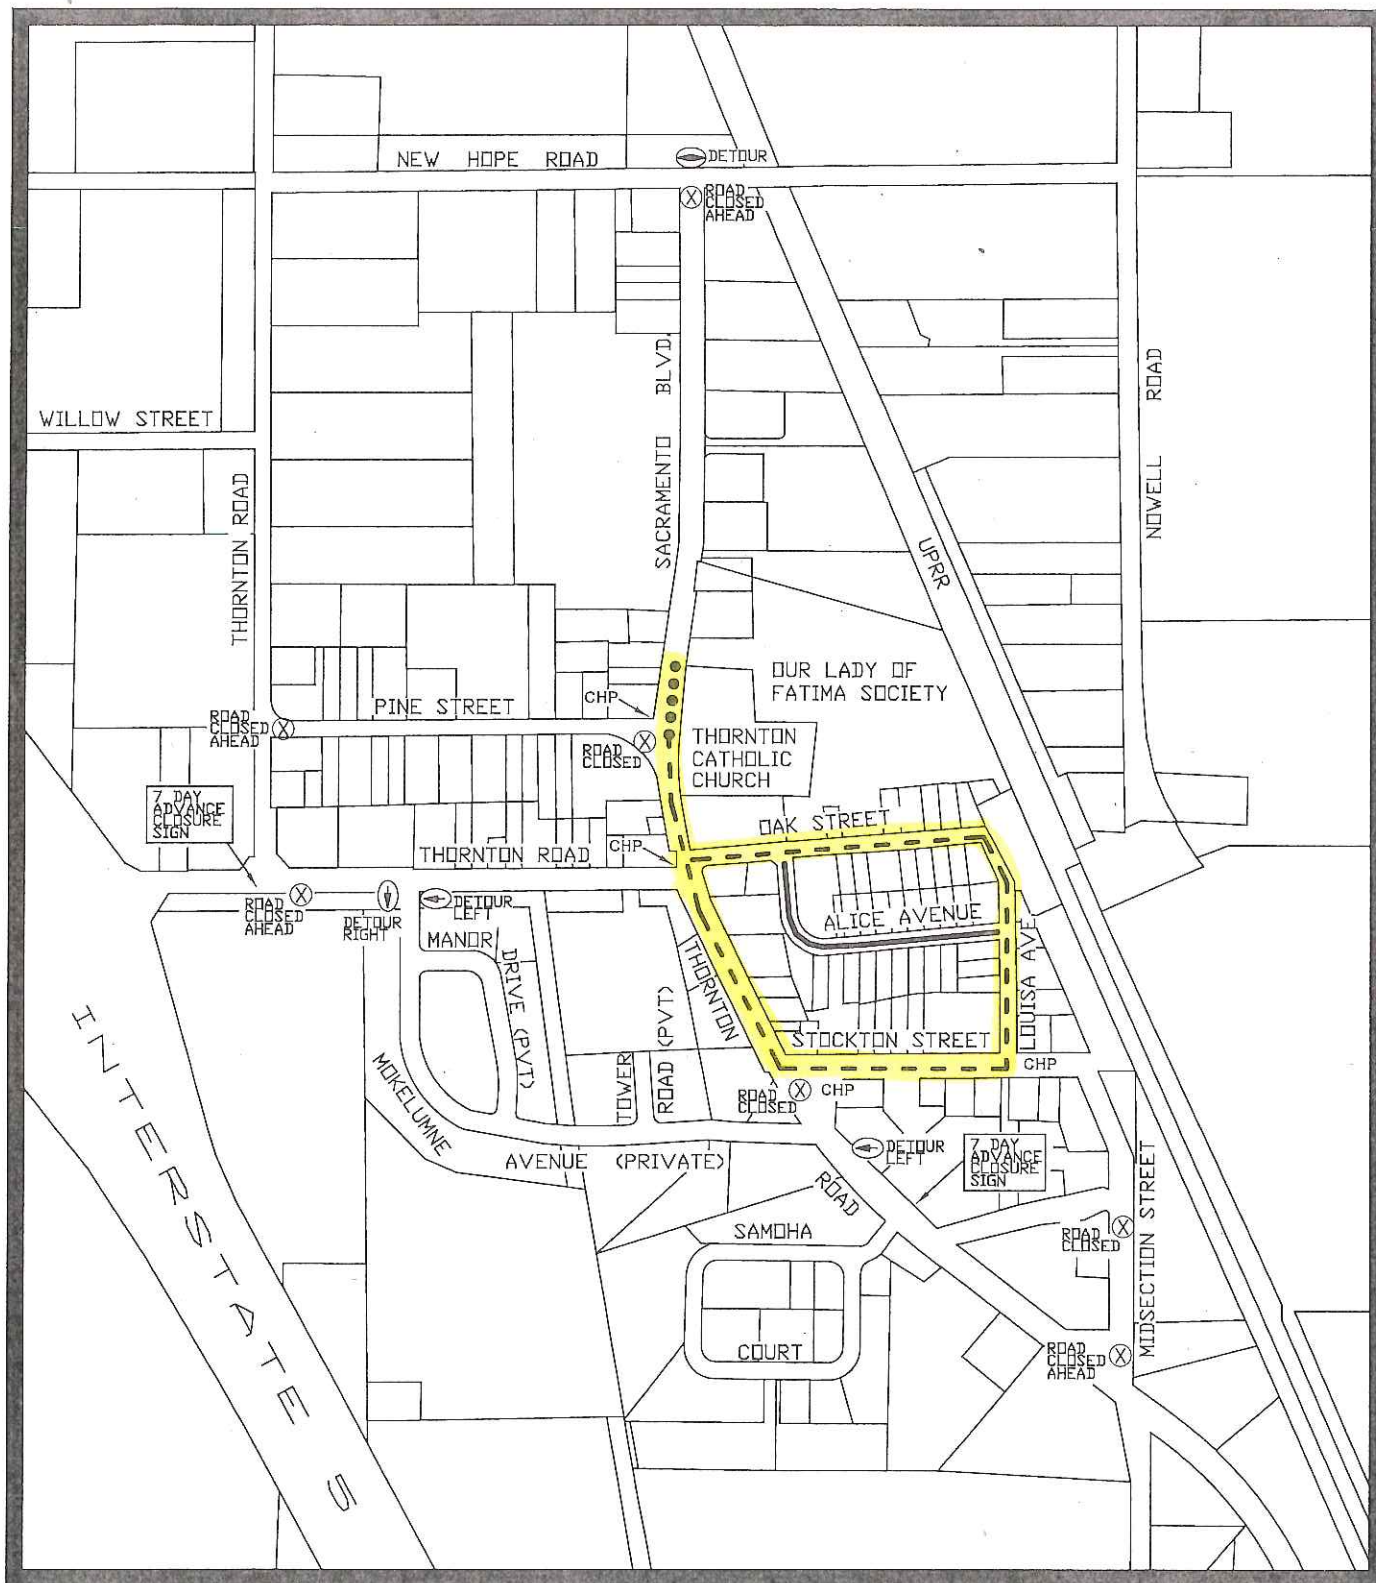 NEW HOPE ROAD
DETOUR
ROAD
CLOSED
AHEAD
SACRAMENTO BLVD.
NOWELL ROAD
WILLOW STREET
THORNTON ROAD
UPRR
OUR LADY OF
FATIMA SOCIETY
CHP
PINE STREET
ROAD
CLOSED
AHEAD
ROAD
CLOSED
THORNTON
CATHOLIC
CHURCH
7 DAY
ADVANCE
CLOSURE
SIGN
OAK STREET
CHP
THORNTON ROAD
ROAD
CLOSED
AHEAD
DETOUR
RIGHT
DETOUR
LEFT
ALICE AVENUE
MANOR
DRIVE (PVT)
THORNTON
LOUISA AVE
STOCKTON STREET
INTERSTATE 5
MOKELUMNE
TOWER
ROAD (PVT)
CHP
ROAD
CLOSED
CHP
AVENUE (PRIVATE)
DETOUR
LEFT
7 DAY
ADVANCE
CLOSURE
SIGN
ROAD
SAMOHA
COURT
ROAD
CLOSED
MIDSECTION STREET
ROAD
CLOSED
AHEAD